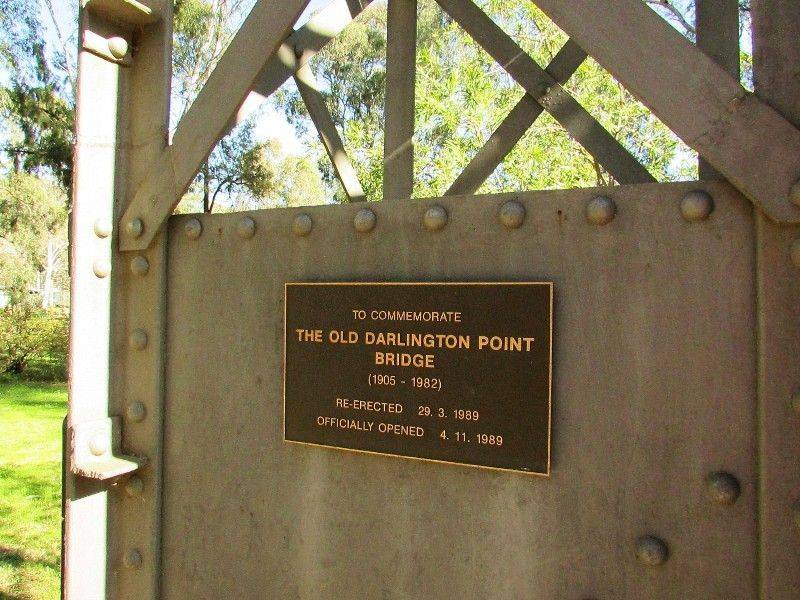 TO COMMEMORATE
THE OLD DARLINGTON POINT
BRIDGE
(1905 - 1982)
RE-ERECTED 29. 3. 1989
OFFICIALLY OPENED 4. 11. 1989